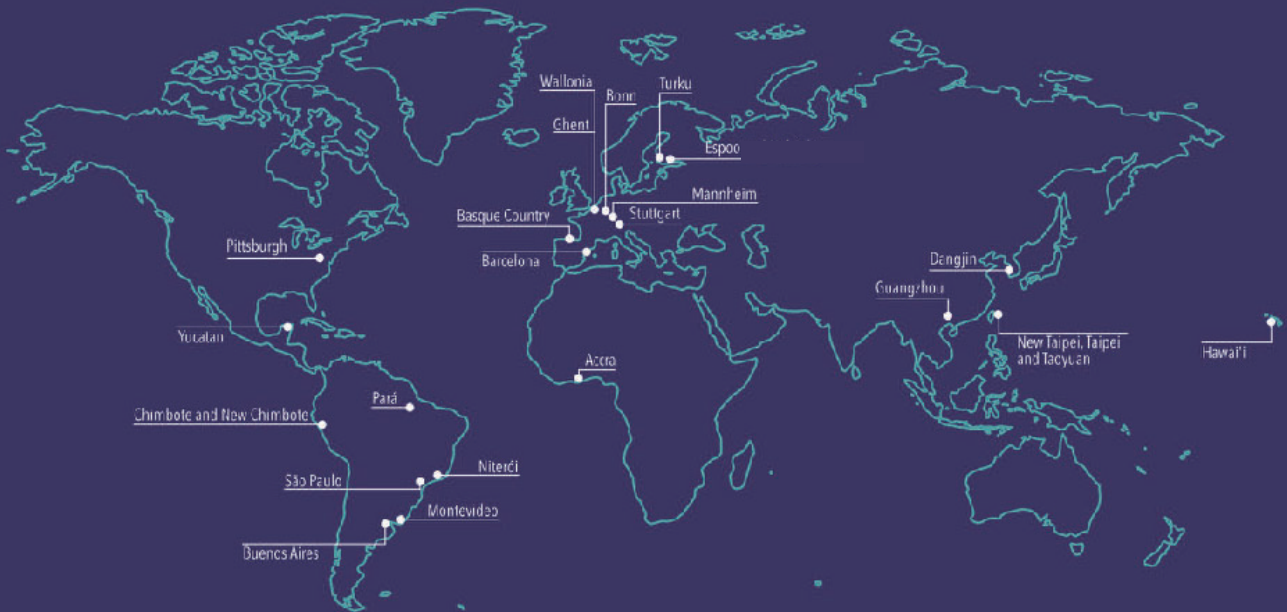 Wallonia
Bonn
Turku
Ghent
Espoo
Mannheim
Basque Country
Stuttgart
Pittsburgh
Barcelona
Dangjin
Guangzhou
Yucatan
New Taipei, Taipei
and Taoyuan
Hawai'i
Accra
Pará
Chimbote and New Chimbote
Niterói
São Paulo
Montevideo
Buenos Aires